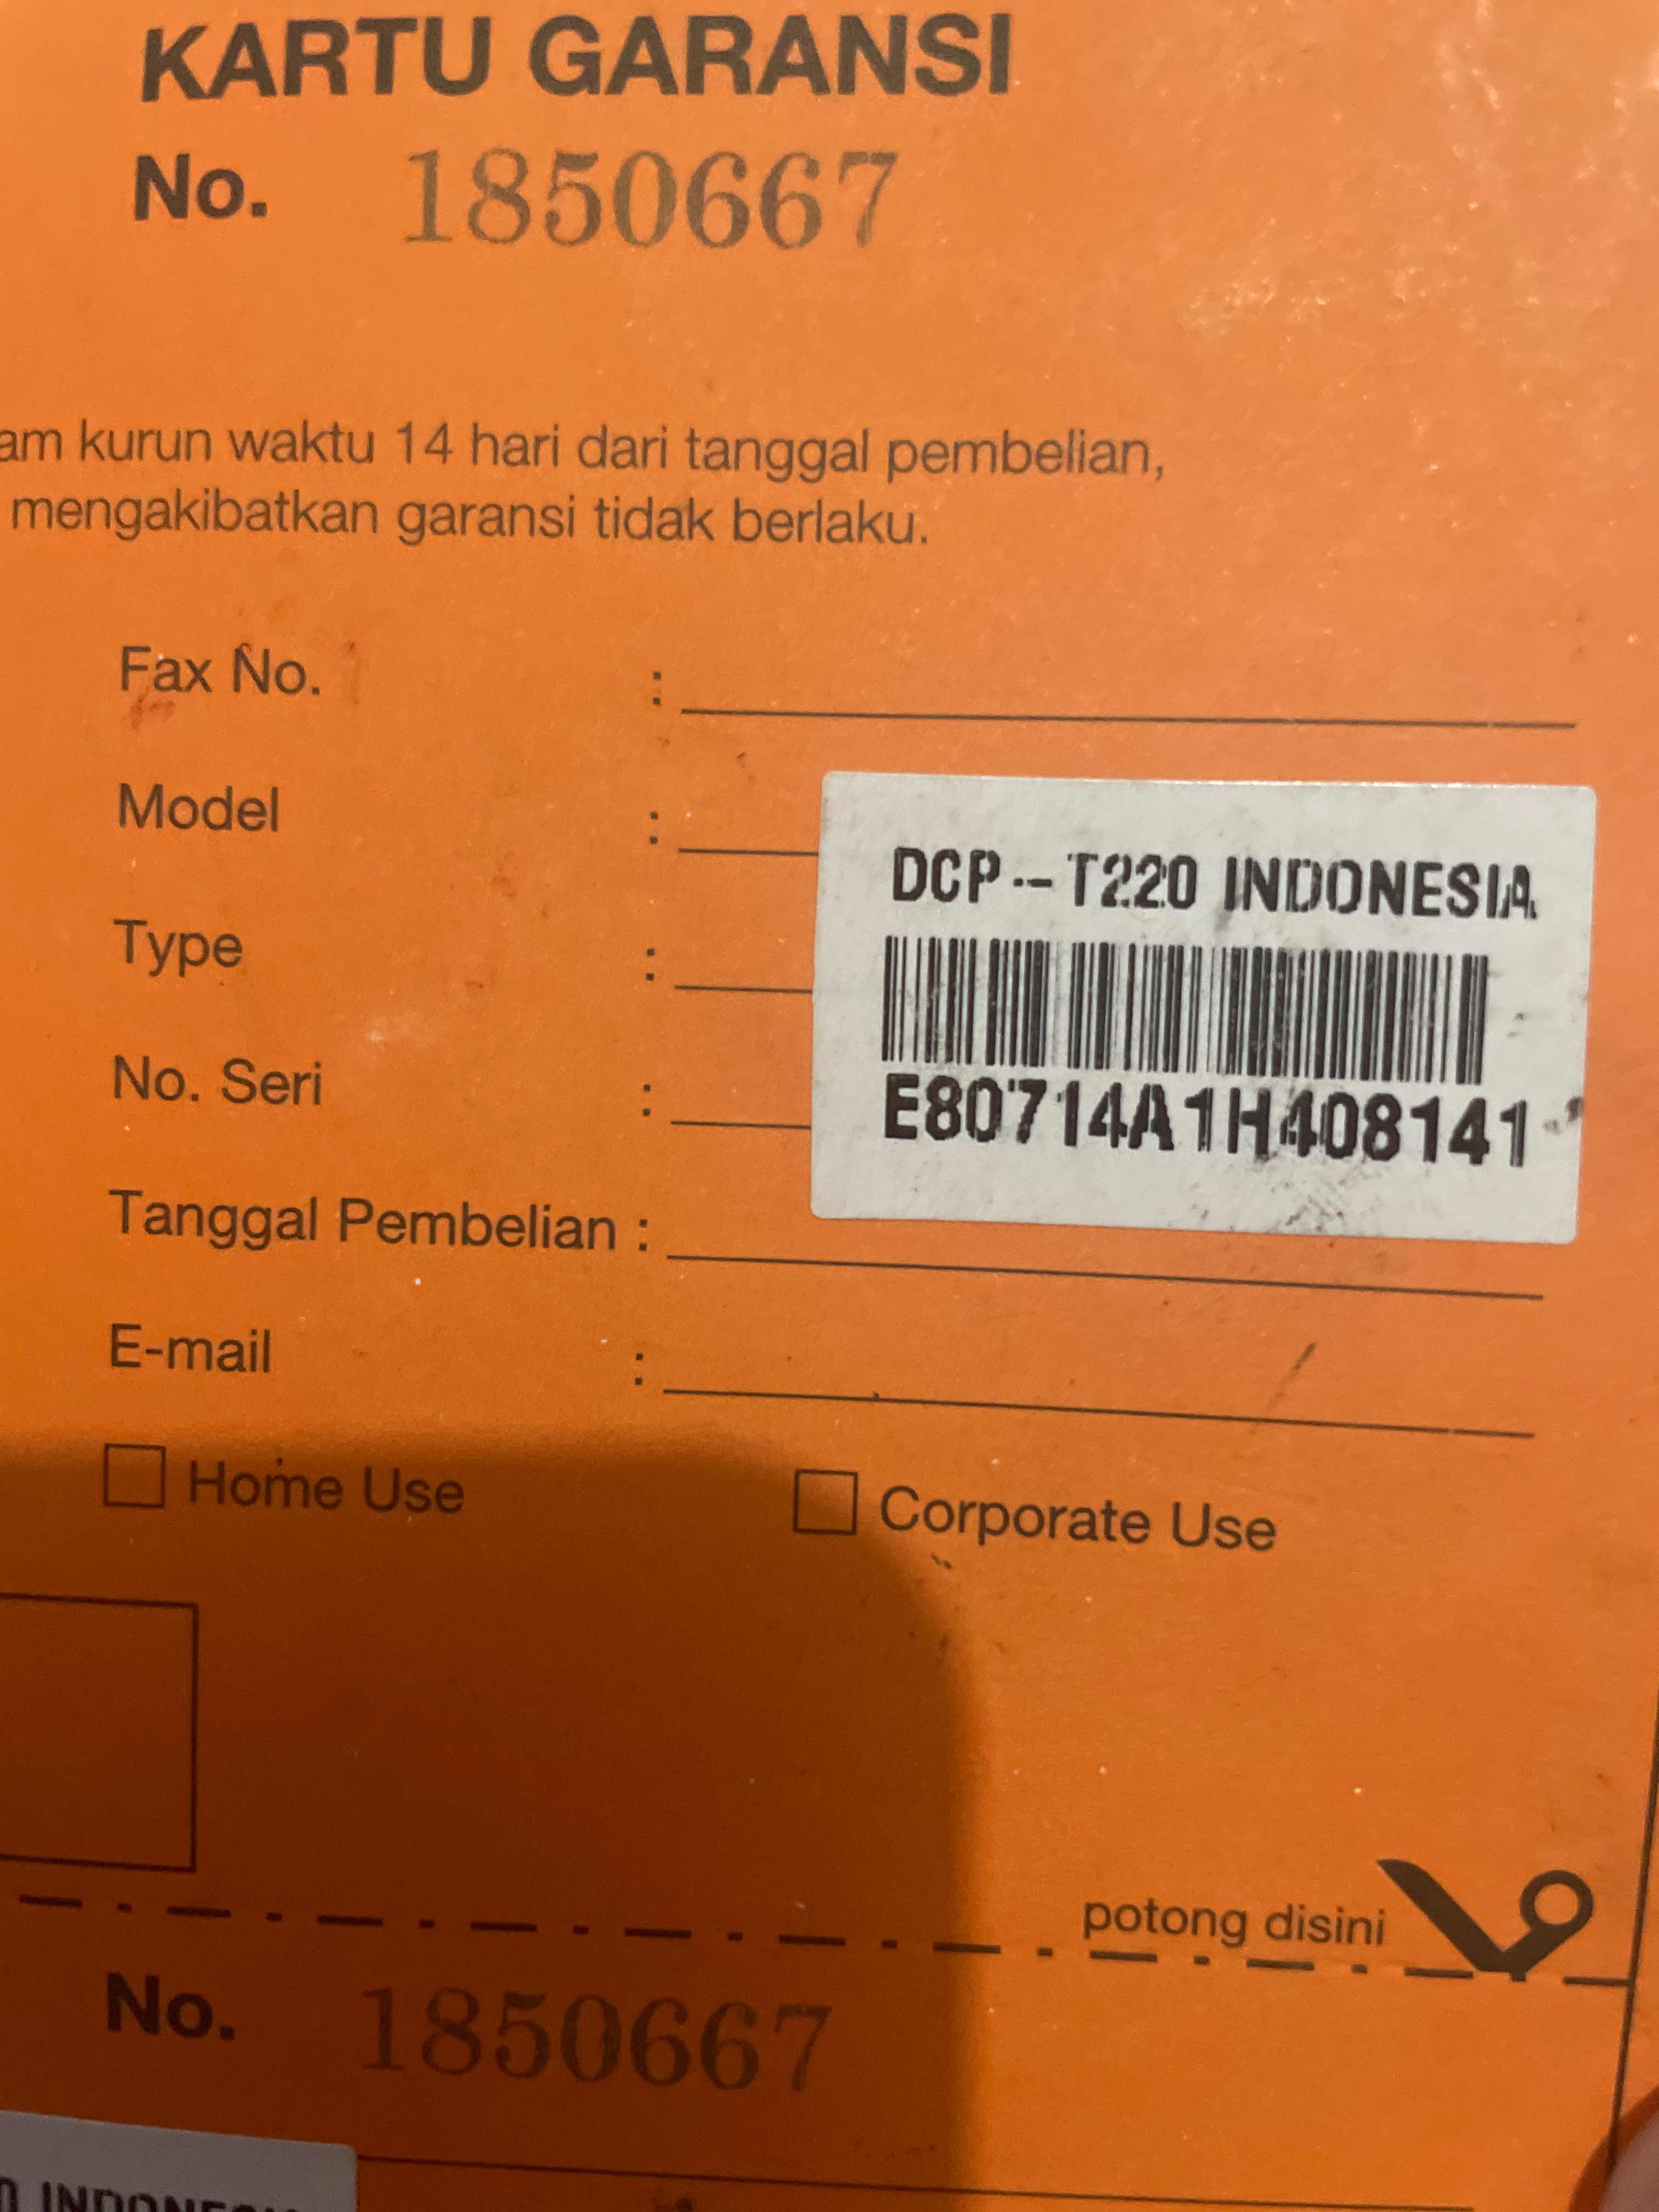 KARTU GARANSI
No. 1850667
am kurun waktu 14 hari dari tanggal pembelian,
mengakibatkan garansi tidak berlaku.
Fax No. :
Model :
DCP-T220 INDONESIA
Type :
No. Seri :
E80714A1H408141
Tanggal Pembelian :
E-mail :
Home Use
Corporate Use
potong disini
No. 1850667
INDONESIA